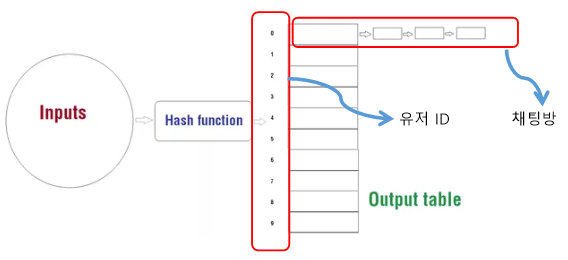 Inputs
Hash function
0
1
2
3
4
5
6
7
8
9
유저 ID
채팅방
Output table